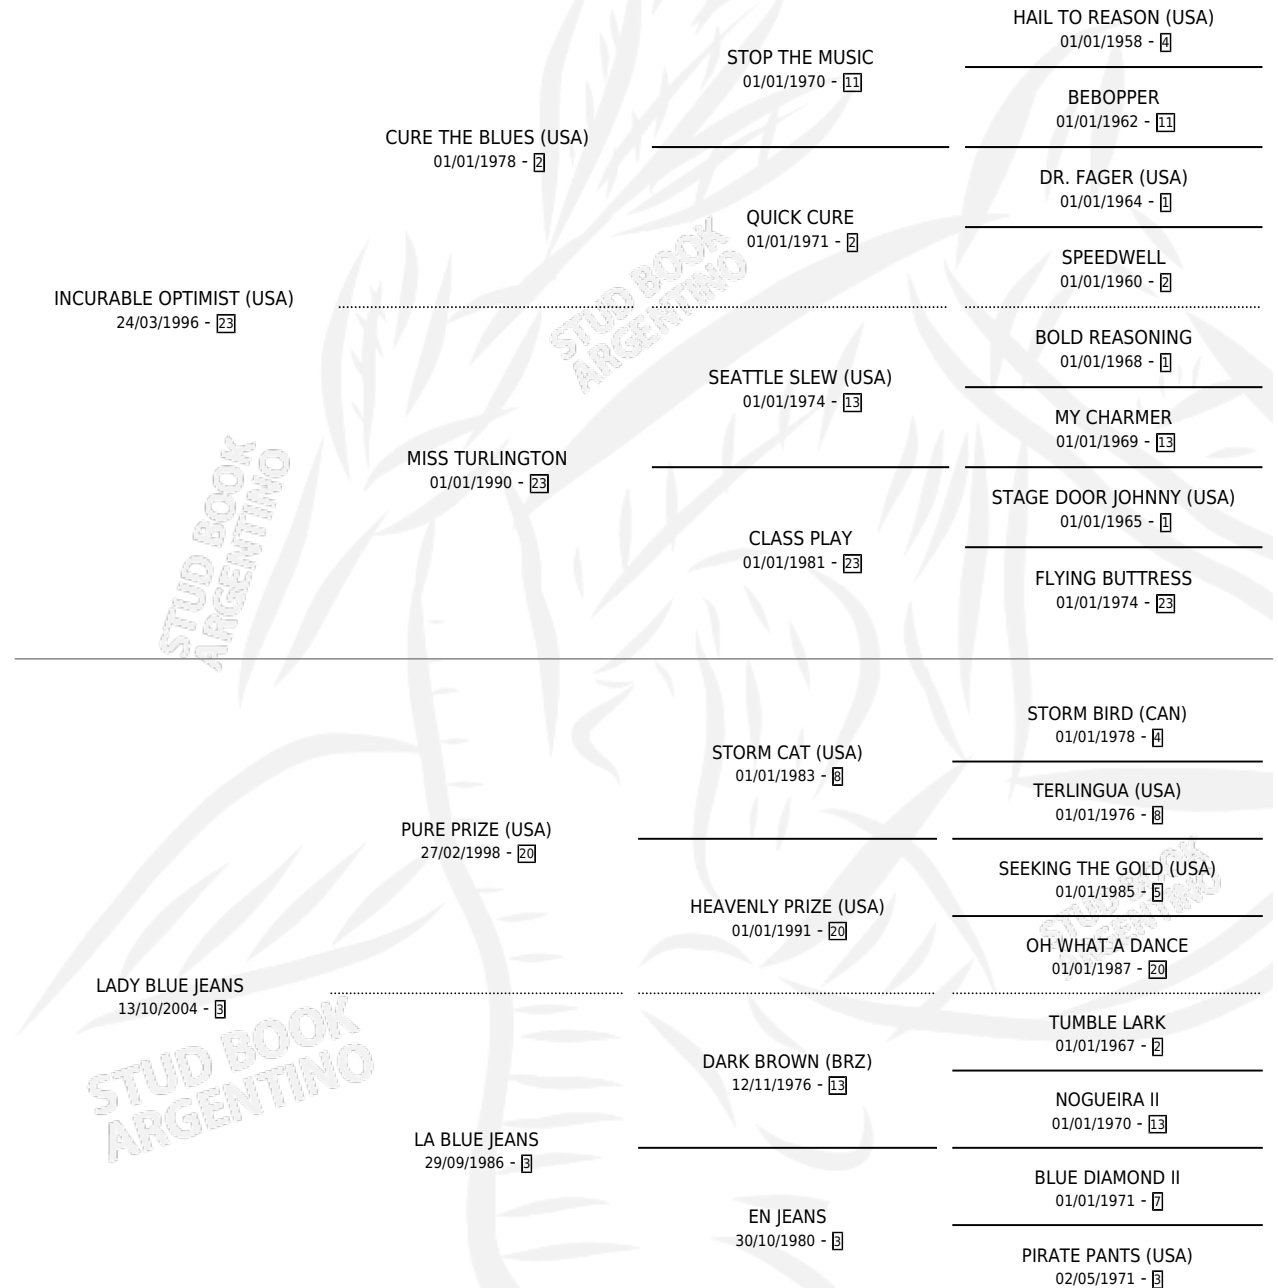 HAIL TO REASON (USA)
01/01/1958 - 4
STOP THE MUSIC
01/01/1970 - 11
BEBOPPER
01/01/1962 - 11
CURE THE BLUES (USA)
01/01/1978 - 2
DR. FAGER (USA)
01/01/1964 - 1
QUICK CURE
01/01/1971 - 2
SPEEDWELL
01/01/1960 - 2
INCURABLE OPTIMIST (USA)
24/03/1996 - 23
BOLD REASONING
01/01/1968 - 1
SEATTLE SLEW (USA)
01/01/1974 - 13
MY CHARMER
01/01/1969 - 13
MISS TURLINGTON
01/01/1990 - 23
STAGE DOOR JOHNNY (USA)
01/01/1965 - 1
CLASS PLAY
01/01/1981 - 23
FLYING BUTTRESS
01/01/1974 - 23
STORM BIRD (CAN)
01/01/1978 - 4
STORM CAT (USA)
01/01/1983 - 8
TERLINGUA (USA)
01/01/1976 - 8
PURE PRIZE (USA)
27/02/1998 - 20
SEEKING THE GOLD (USA)
01/01/1985 - 5
HEAVENLY PRIZE (USA)
01/01/1991 - 20
OH WHAT A DANCE
01/01/1987 - 20
LADY BLUE JEANS
13/10/2004 - 3
TUMBLE LARK
01/01/1967 - 2
DARK BROWN (BRZ)
12/11/1976 - 13
NOGUEIRA II
01/01/1970 - 13
LA BLUE JEANS
29/09/1986 - 3
BLUE DIAMOND II
01/01/1971 - 7
EN JEANS
30/10/1980 - 3
PIRATE PANTS (USA)
02/05/1971 - 3
STUD BOOK
ARGENTINO
STUD BOOK
ARGENTINO
STUD BOOK
ARGENTINO
STUD BOOK
ARGENTINO